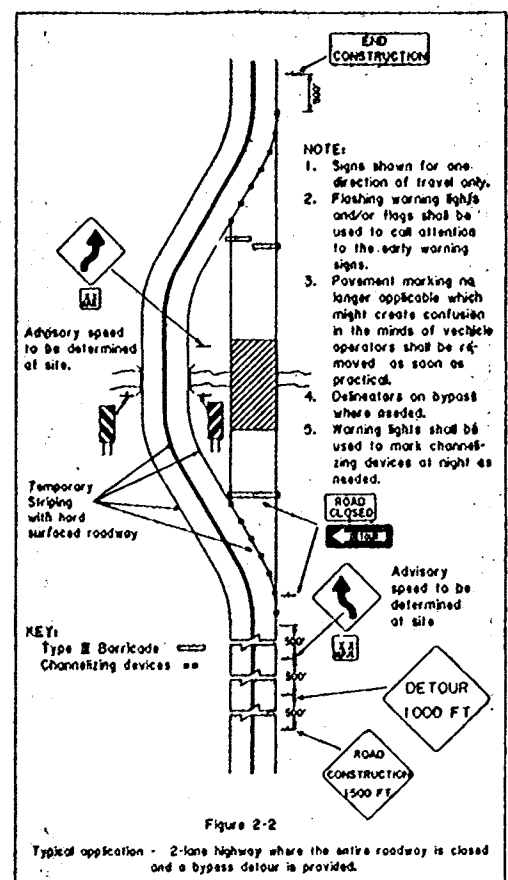 END
CONSTRUCTION
500'
NOTE:
1. Signs shown for one
direction of travel only.
2. Flashing warning lights
and/or flags shall be
used to call attention
to the early warning
signs.
3. Pavement marking no
longer applicable which
might create confusion
in the minds of vechicle
operators shall be re-
moved as soon as
practical.
4. Delineators on bypass
where needed.
5. Warning lights shall be
used to mark channeli-
zing devices at night as
needed.
XX
Advisory speed
to be determined
at site.
Temporary
Striping
with hard
surfaced roadway
ROAD
CLOSED
DETOUR
Advisory
speed to be
determined
at site
XX
KEY:
Type III Barricade
Channelizing devices
500'
500'
500'
DETOUR
1000 FT
ROAD
CONSTRUCTION
1500 FT
Figure 2-2
Typical application - 2-lane highway where the entire roadway is closed
and a bypass detour is provided.